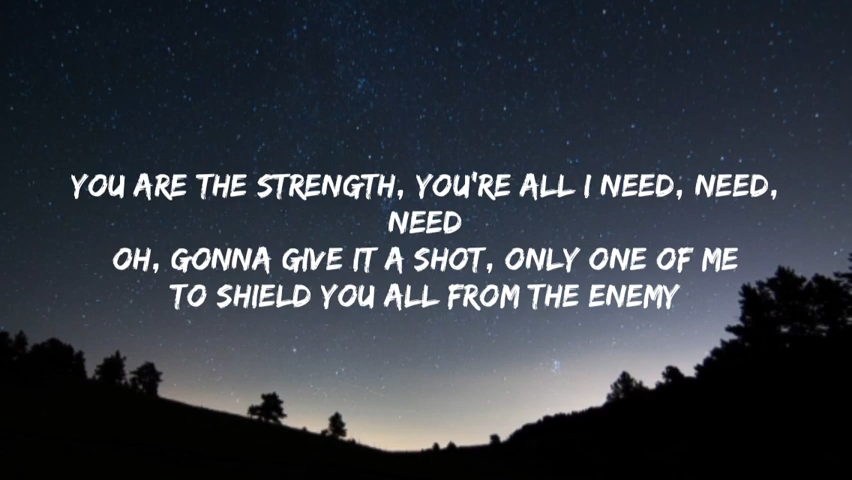 YOU ARE THE STRENGTH, YOU'RE ALL I NEED, NEED,
NEED
OH, GONNA GIVE IT A SHOT, ONLY ONE OF ME
TO SHIELD YOU ALL FROM THE ENEMY